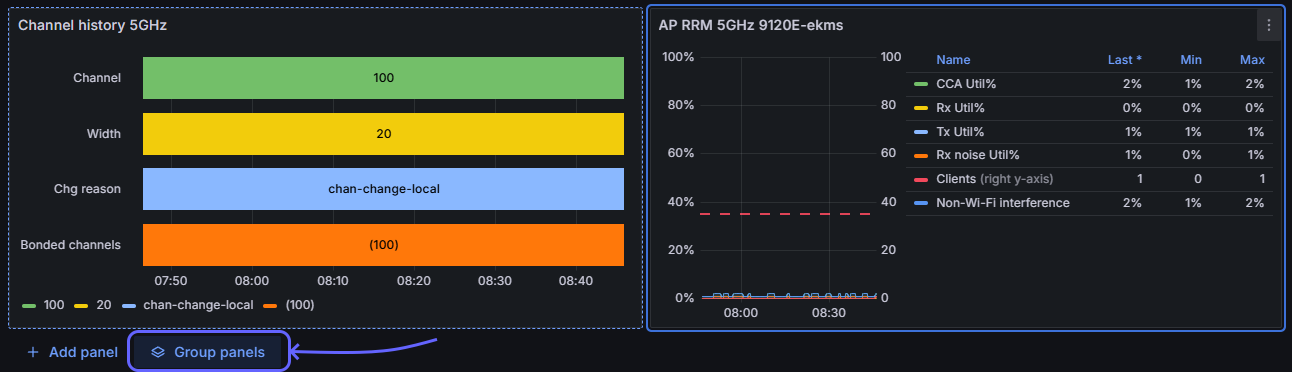 Channel history 5GHz
Channel
100
Width
20
Chg reason
chan-change-local
Bonded channels
(100)
07:50 08:00 08:10 08:20 08:30 08:40
100 20 chan-change-local (100)
AP RRM 5GHz 9120E-ekms
100% 100
80% 80
60% 60
40% 40
20% 20
0% 0
08:00 08:30
Name Last * Min Max
CCA Util% 2% 1% 2%
Rx Util% 0% 0% 0%
Tx Util% 1% 1% 1%
Rx noise Util% 1% 0% 1%
Clients (right y-axis) 1 0 1
Non-Wi-Fi interference 2% 1% 2%
+ Add panel Group panels